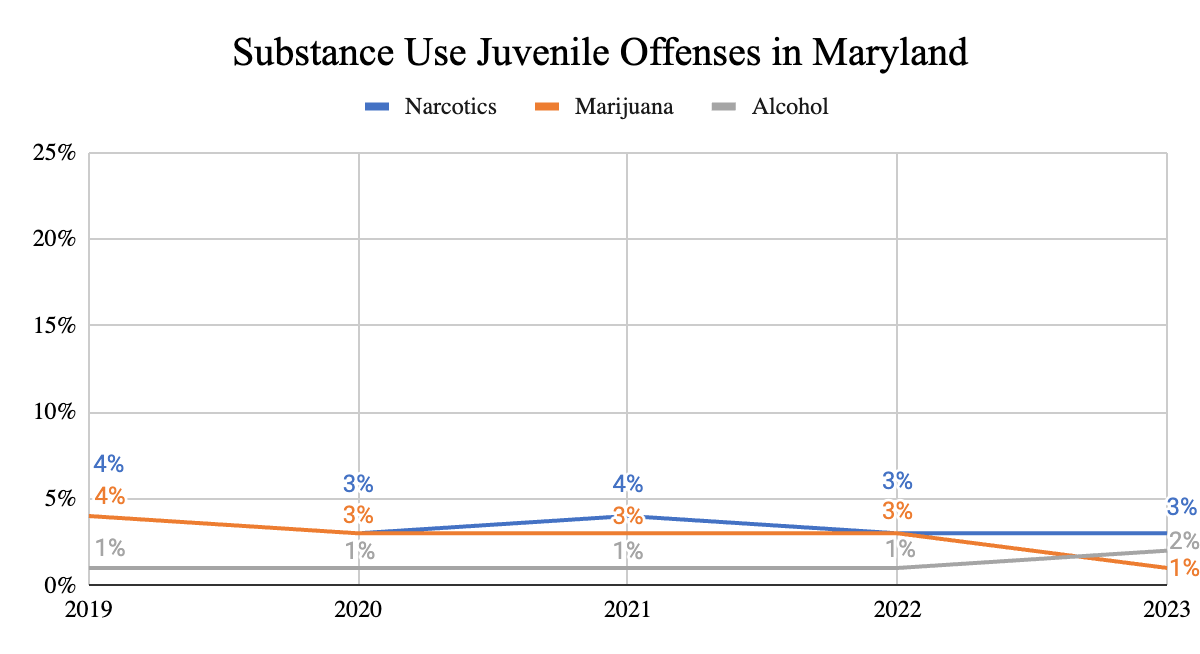 Substance Use Juvenile Offenses in Maryland
Narcotics Marijuana Alcohol
25%
20%
15%
10%
4%
3% 4% 3%
5% 4% 3%
3% 3% 3%
1% 1% 1% 1% 2%
1%
0%
2019 2020 2021 2022 2023